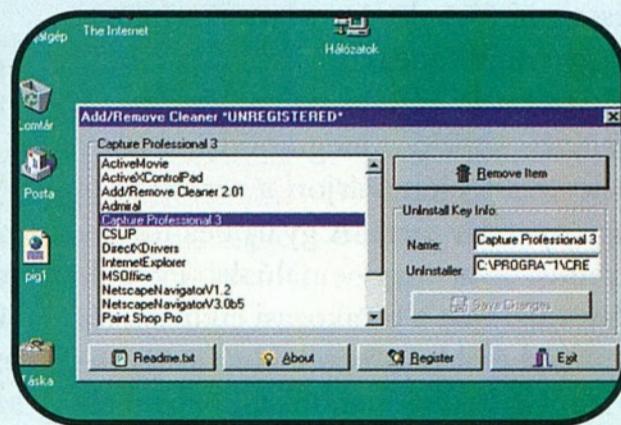 The Internet
Hálózatok
Lomtár
Posta
pig1
Táska
Add/Remove Cleaner *UNREGISTERED*
Capture Professional 3
ActiveMovie
ActiveXControlPad
Add/Remove Cleaner 2.01
Admiral
Capture Professional 3
CSLIP
DirectXDrivers
InternetExplorer
MSOffice
NetscapeNavigatorV1.2
NetscapeNavigatorV3.0b5
Paint Shop Pro
Remove Item
Uninstall Key Info:
Name: Capture Professional 3
UnInstaller: C:\PROGRA~1\CRE
Save Changes
Readme.txt
About
Register
Exit